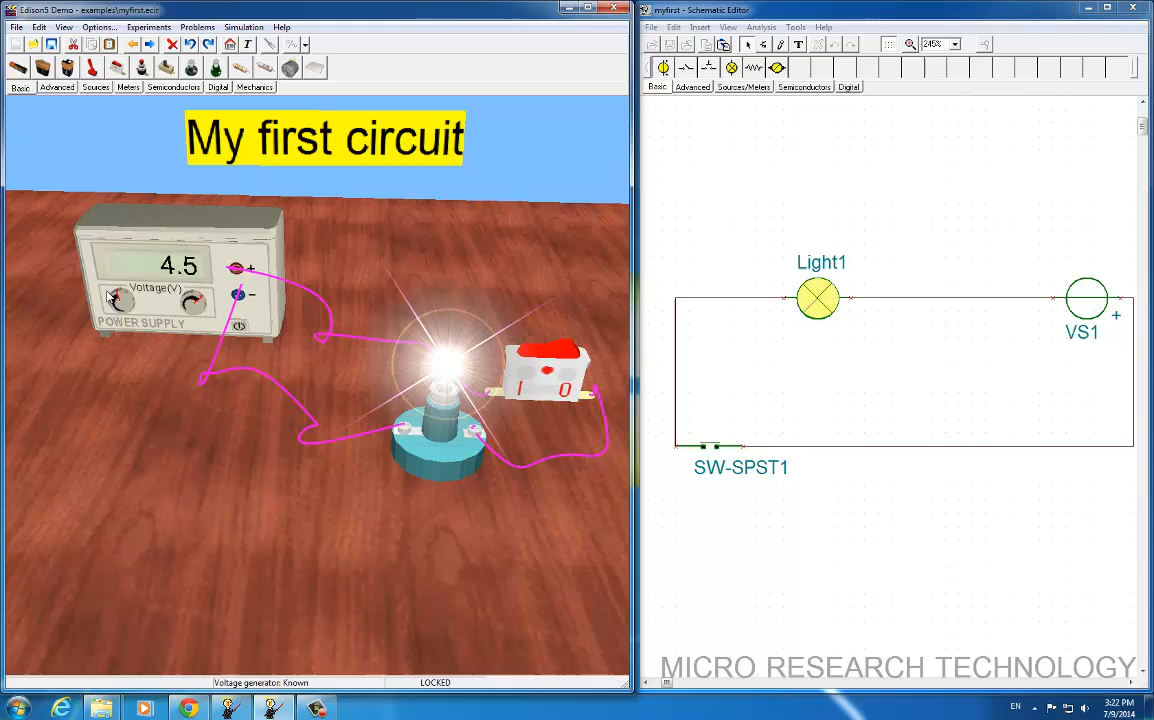 Edison5 Demo - examples\myfirst.ecir
File Edit View Options... Experiments Problems Simulation Help
Basic Advanced Sources Meters Semiconductors Digital Mechanics
My first circuit
4.5
+
Voltage(V)
−
POWER SUPPLY
I O
Voltage generator: Known
LOCKED
myfirst - Schematic Editor
File Edit Insert View Analysis Tools Help
T
245%
Basic Advanced Sources/Meters Semiconductors Digital
Light1
+
VS1
SW-SPST1
MICRO RESEARCH TECHNOLOGY
EN
3:22 PM
7/9/2014